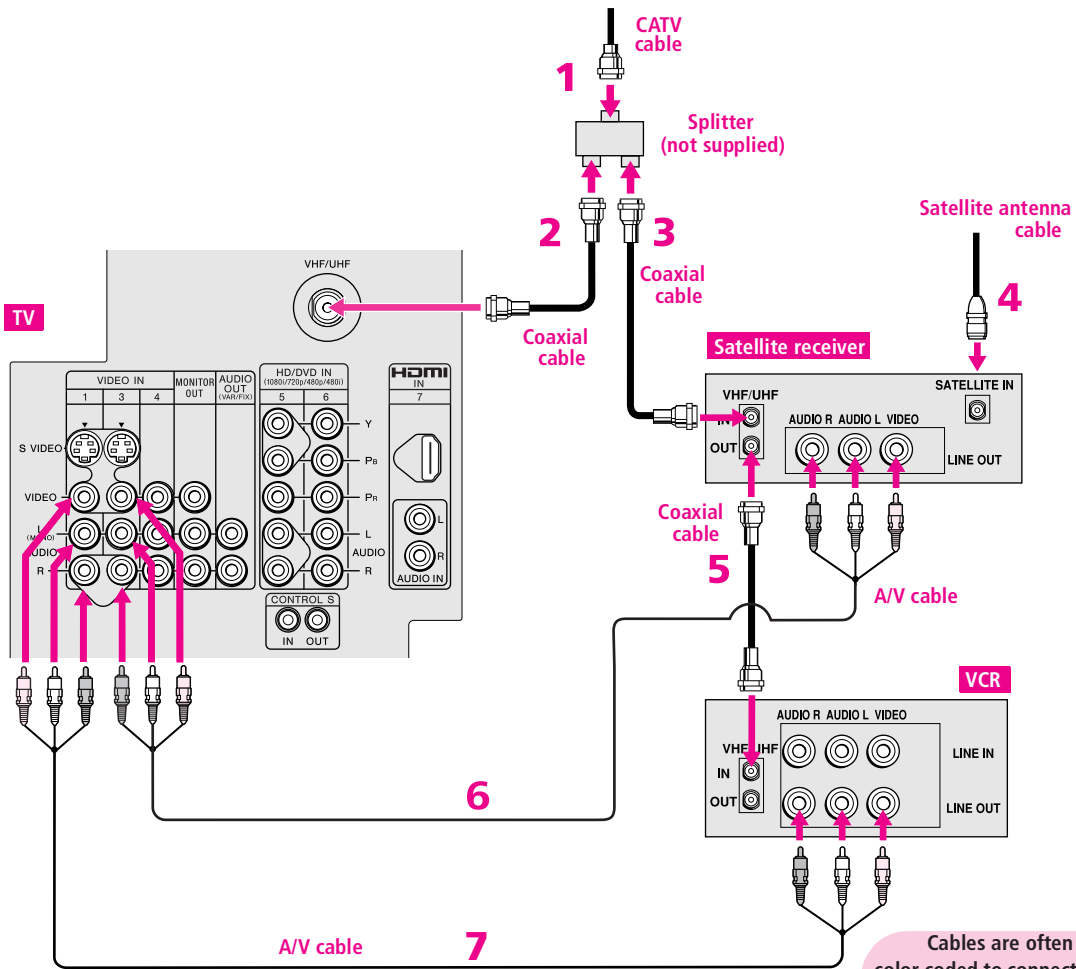 CATV
cable
1
Splitter
(not supplied)
2
3
Satellite antenna
cable
4
VHF/UHF
Coaxial
cable
TV
Coaxial
cable
Satellite receiver
VIDEO IN
MONITOR
OUT
AUDIO
OUT
(VAR/FIX)
HD/DVD IN
(1080i/720p/480p/480i)
HDMI
IN
1 3 4
5 6
7
S VIDEO
VIDEO
L
(MONO)
AUDIO
R
Y
PB
PR
L
AUDIO
R
L
R
AUDIO IN
CONTROL S
IN OUT
SATELLITE IN
VHF/UHF
IN
OUT
AUDIO R AUDIO L VIDEO
LINE OUT
Coaxial
cable
5
A/V cable
VCR
AUDIO R AUDIO L VIDEO
VHF/UHF
IN
OUT
LINE IN
LINE OUT
6
A/V cable
7
Cables are often
color-coded to connect